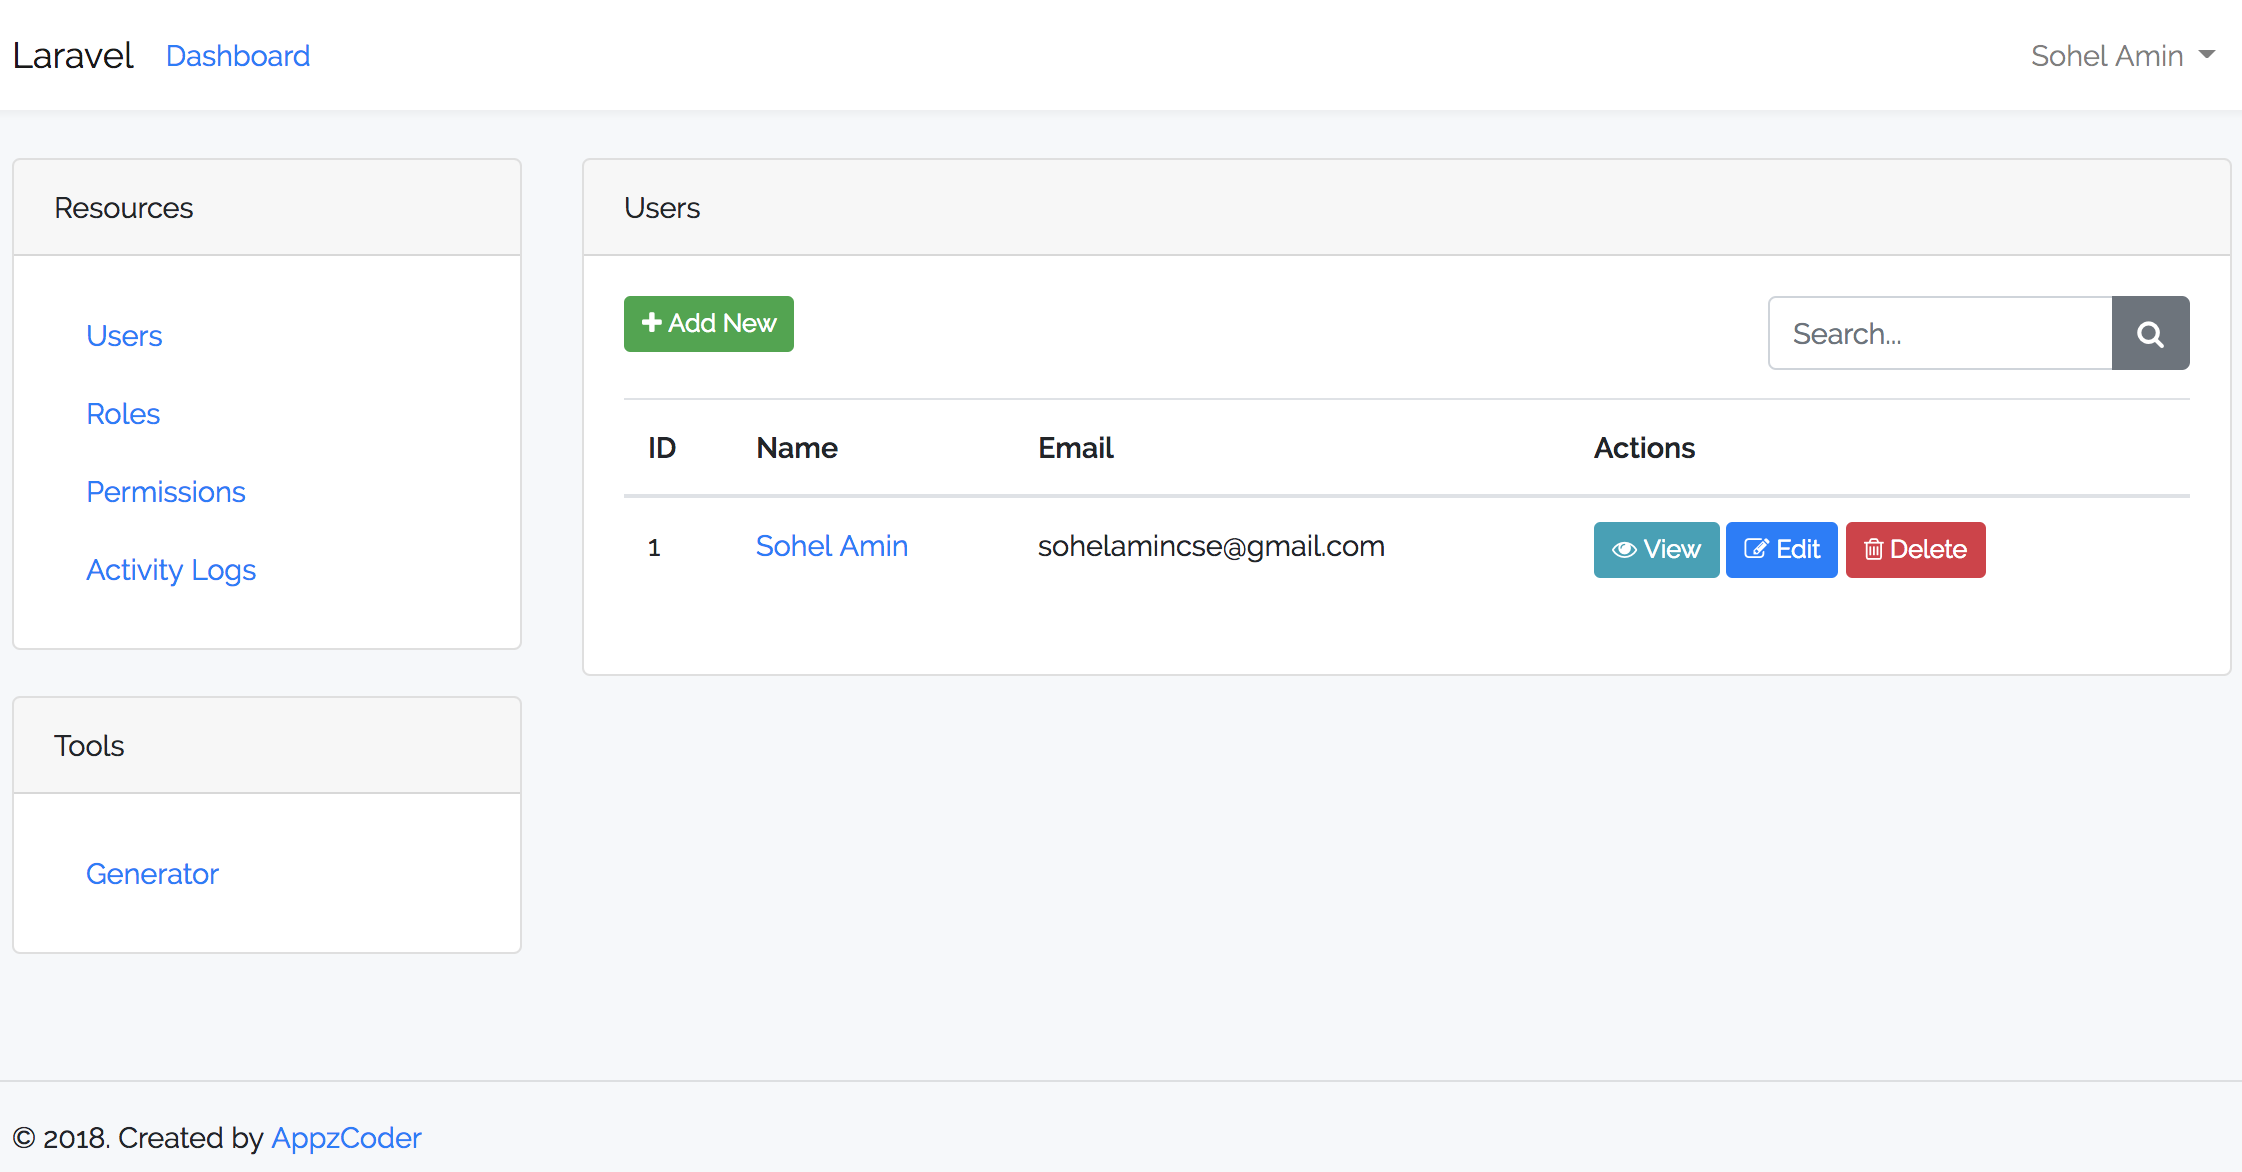 Laravel Dashboard Sohel Amin
Resources
Users
Roles
Permissions
Activity Logs
Tools
Generator
Users
Add New
Search...
ID Name Email Actions
1 Sohel Amin sohelamincse@gmail.com View Edit Delete
© 2018. Created by AppzCoder